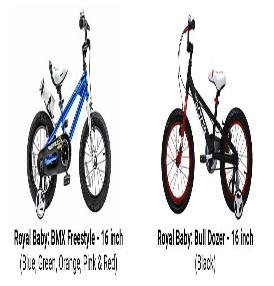 Royal Baby: BMX Freestyle - 16 inch
(Blue, Green, Orange, Pink & Red)
Royal Baby: Bull Dozer - 16 inch
(Black)